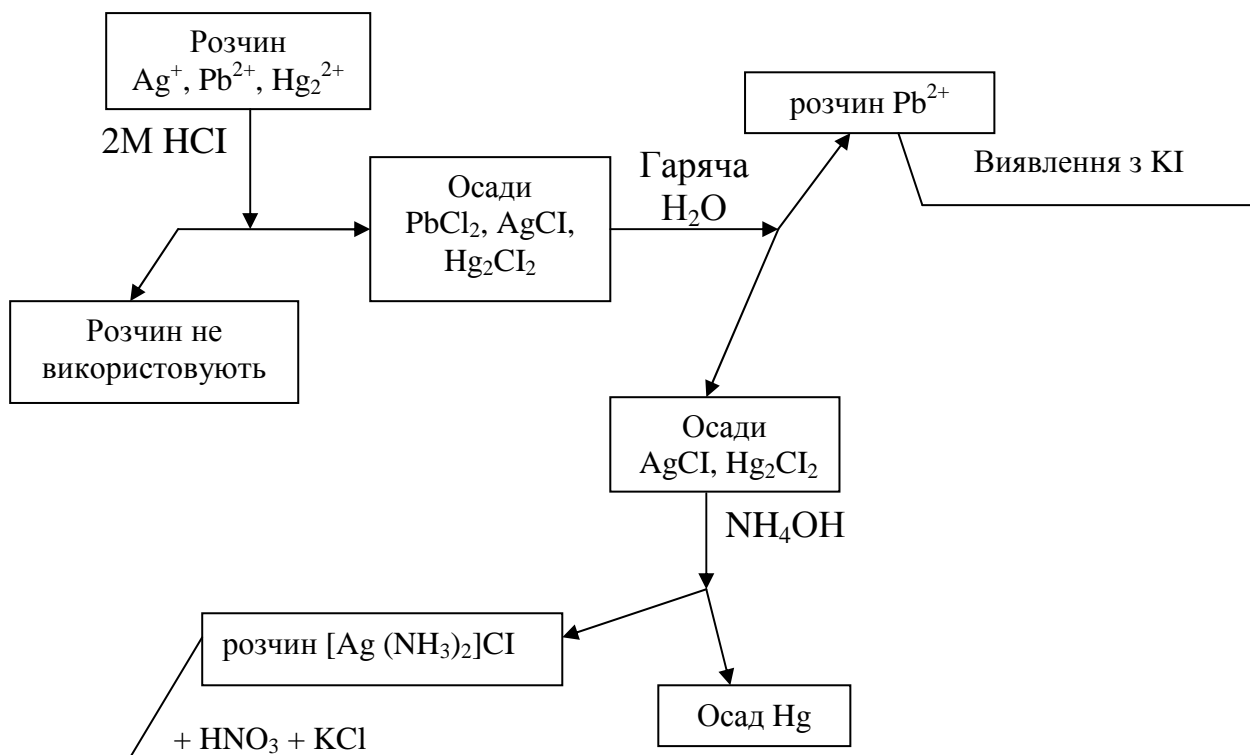 Розчин
Ag⁺, Pb²⁺, Hg₂²⁺
2М HCI
розчин Pb²⁺
Виявлення з KI
Осади
PbCl₂, AgCI,
Hg₂CI₂
Гаряча
H₂O
Розчин не
використовують
Осади
AgCI, Hg₂CI₂
NH₄OH
розчин [Ag (NH₃)₂]CI
Осад Hg
+ HNO₃ + KCl